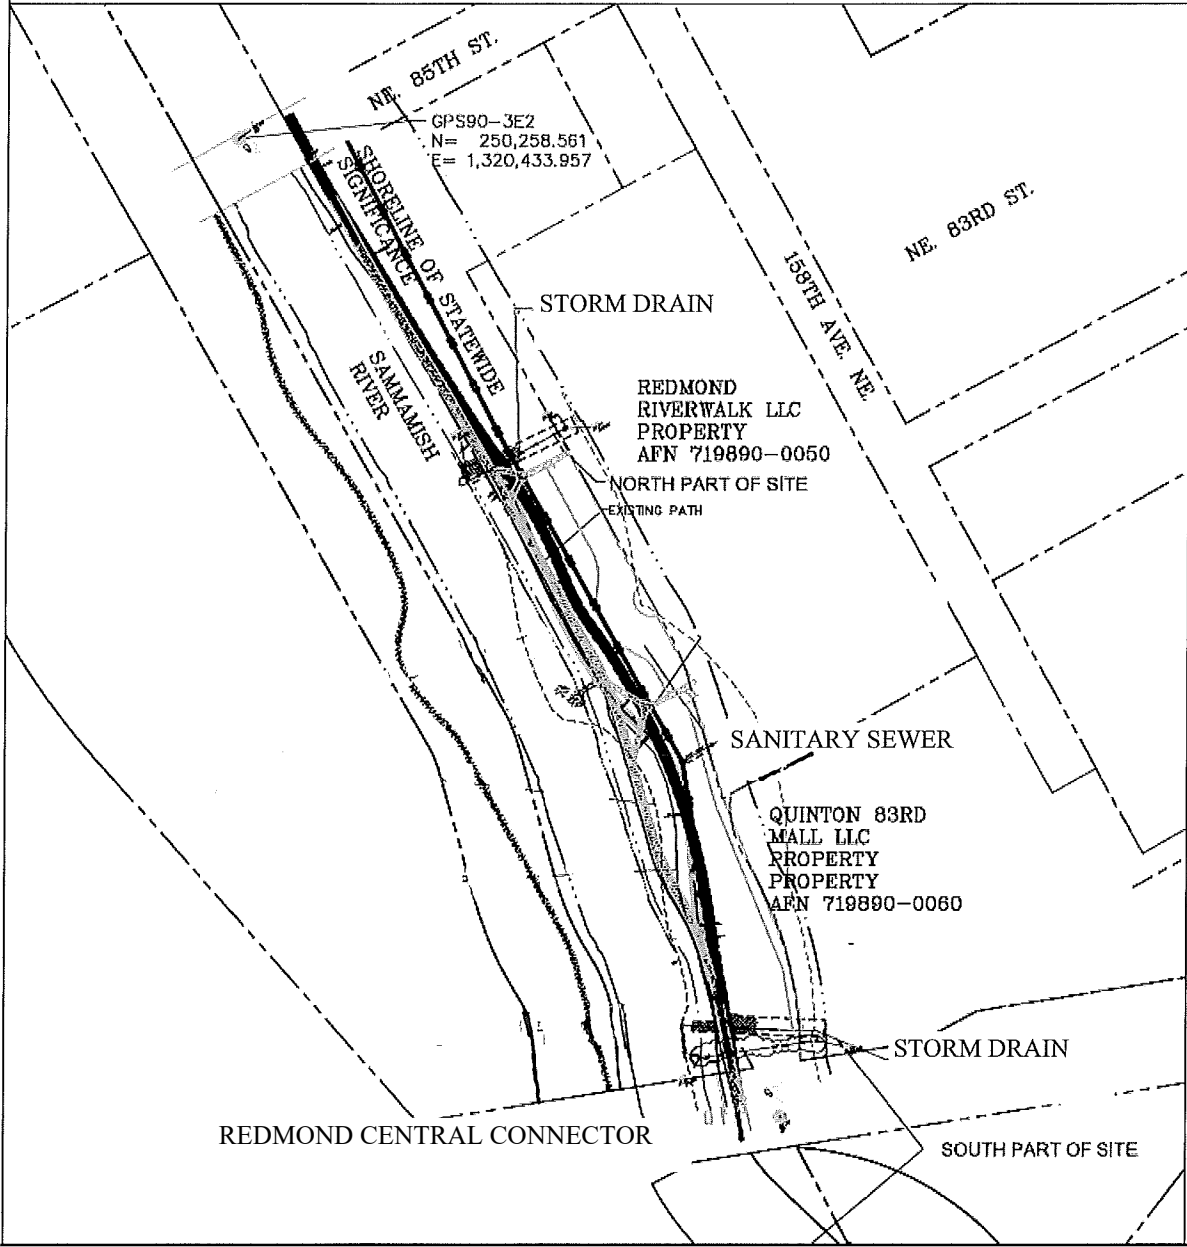 NE. 85TH ST.
GPS90-3E2
N= 250,258.561
E= 1,320,433.957
SHORELINE OF STATEWIDE
SIGNIFICANCE
NE. 83RD ST.
158TH AVE. NE.
STORM DRAIN
SAMMAMISH
RIVER
REDMOND
RIVERWALK LLC
PROPERTY
AFN 719890-0050
NORTH PART OF SITE
EXISTING PATH
SANITARY SEWER
QUINTON 83RD
MALL LLC
PROPERTY
PROPERTY
AFN 719890-0060
STORM DRAIN
REDMOND CENTRAL CONNECTOR
SOUTH PART OF SITE